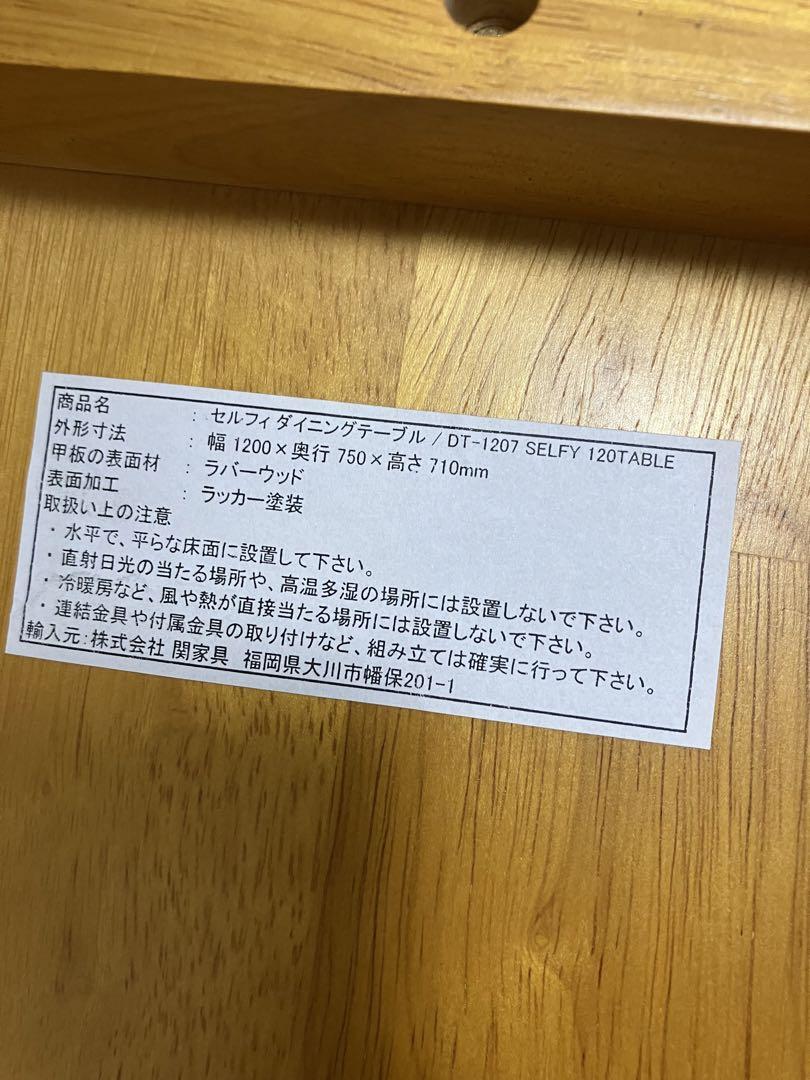 商品名 : セルフィダイニングテーブル / DT-1207 SELFY 120TABLE
外形寸法 : 幅 1200×奥行 750×高さ 710mm
甲板の表面材 : ラバーウッド
表面加工 : ラッカー塗装
取扱い上の注意
・水平で、平らな床面に設置して下さい。
・直射日光の当たる場所や、高温多湿の場所には設置しないで下さい。
・冷暖房など、風や熱が直接当たる場所には設置しないで下さい。
・連結金具や付属金具の取り付けなど、組み立ては確実に行って下さい。
輸入元:株式会社 関家具 福岡県大川市幡保201-1